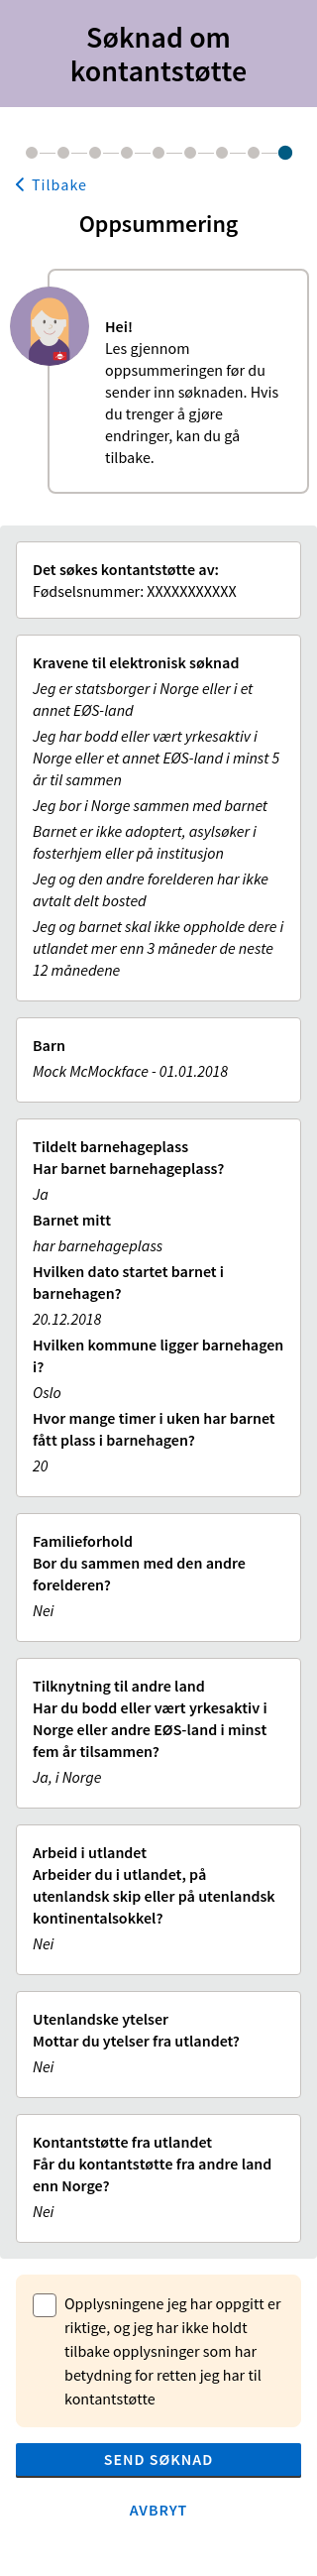 Søknad om
kontantstøtte
Tilbake
Oppsummering
Hei!
Les gjennom
oppsummeringen før du
sender inn søknaden. Hvis
du trenger å gjøre
endringer, kan du gå
tilbake.
Det søkes kontantstøtte av:
Fødselsnummer: XXXXXXXXXXX
Kravene til elektronisk søknad
Jeg er statsborger i Norge eller i et
annet EØS-land
Jeg har bodd eller vært yrkesaktiv i
Norge eller et annet EØS-land i minst 5
år til sammen
Jeg bor i Norge sammen med barnet
Barnet er ikke adoptert, asylsøker i
fosterhjem eller på institusjon
Jeg og den andre forelderen har ikke
avtalt delt bosted
Jeg og barnet skal ikke oppholde dere i
utlandet mer enn 3 måneder de neste
12 månedene
Barn
Mock McMockface - 01.01.2018
Tildelt barnehageplass
Har barnet barnehageplass?
Ja
Barnet mitt
har barnehageplass
Hvilken dato startet barnet i
barnehagen?
20.12.2018
Hvilken kommune ligger barnehagen
i?
Oslo
Hvor mange timer i uken har barnet
fått plass i barnehagen?
20
Familieforhold
Bor du sammen med den andre
forelderen?
Nei
Tilknytning til andre land
Har du bodd eller vært yrkesaktiv i
Norge eller andre EØS-land i minst
fem år tilsammen?
Ja, i Norge
Arbeid i utlandet
Arbeider du i utlandet, på
utenlandsk skip eller på utenlandsk
kontinentalsokkel?
Nei
Utenlandske ytelser
Mottar du ytelser fra utlandet?
Nei
Kontantstøtte fra utlandet
Får du kontantstøtte fra andre land
enn Norge?
Nei
Opplysningene jeg har oppgitt er
riktige, og jeg har ikke holdt
tilbake opplysninger som har
betydning for retten jeg har til
kontantstøtte
SEND SØKNAD
AVBRYT